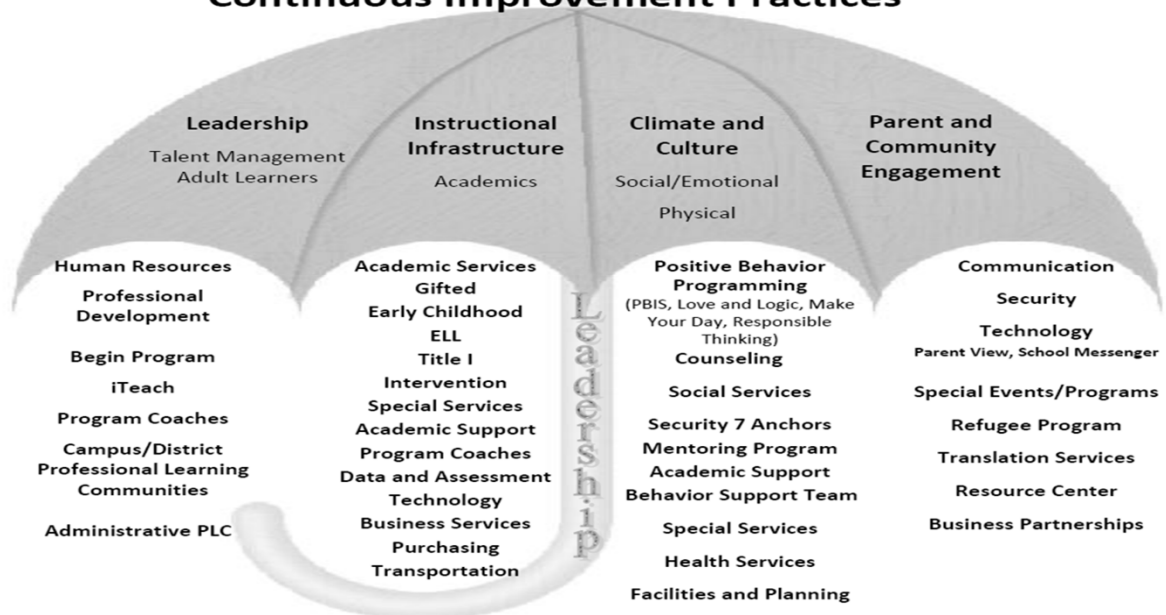 Continuous Improvement Practices
Leadership
Talent Management
Adult Learners
Instructional
Infrastructure
Academics
Climate and
Culture
Social/Emotional
Physical
Parent and
Community
Engagement
Human Resources
Professional
Development
Begin Program
iTeach
Program Coaches
Campus/District
Professional Learning
Communities
Administrative PLC
Academic Services
Gifted
Early Childhood
ELL
Title I
Intervention
Special Services
Academic Support
Program Coaches
Data and Assessment
Technology
Business Services
Purchasing
Transportation
Leadership
Positive Behavior
Programming
(PBIS, Love and Logic, Make
Your Day, Responsible
Thinking)
Counseling
Social Services
Security 7 Anchors
Mentoring Program
Academic Support
Behavior Support Team
Special Services
Health Services
Facilities and Planning
Communication
Security
Technology
Parent View, School Messenger
Special Events/Programs
Refugee Program
Translation Services
Resource Center
Business Partnerships